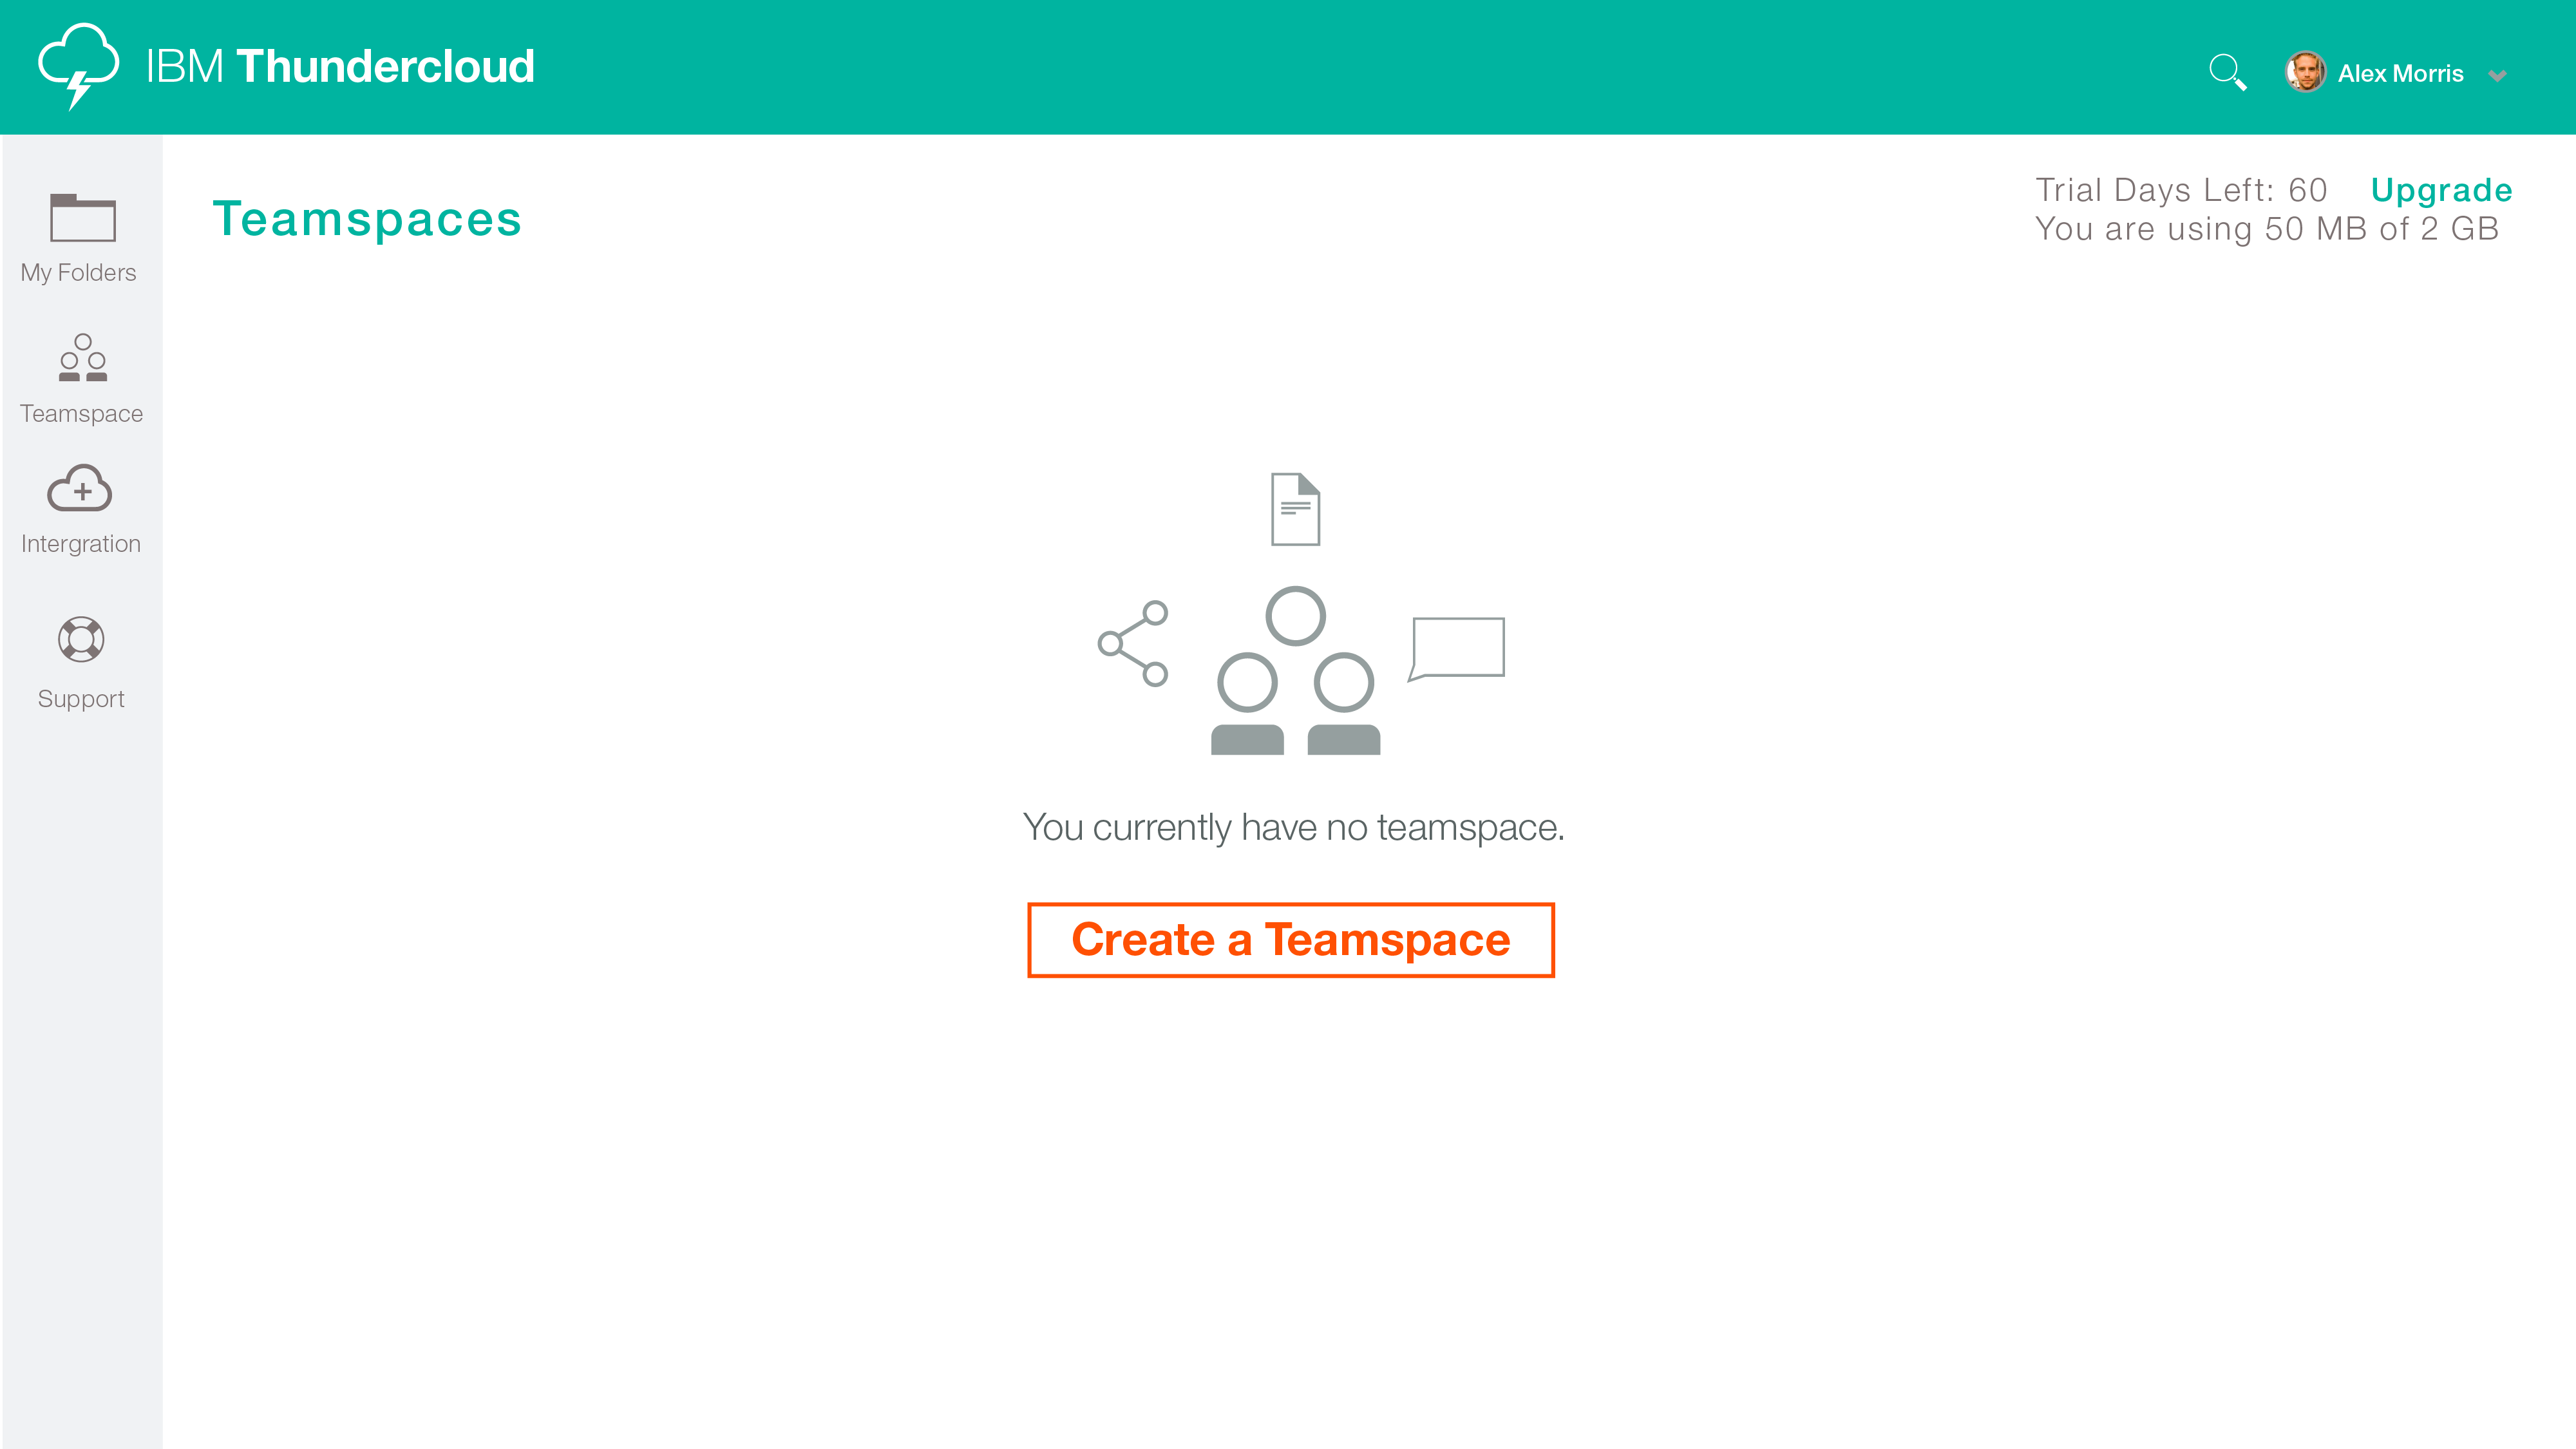 IBM Thundercloud
Alex Morris
My Folders
Teamspace
Intergration
Support
Teamspaces
Trial Days Left: 60 Upgrade
You are using 50 MB of 2 GB
You currently have no teamspace.
Create a Teamspace